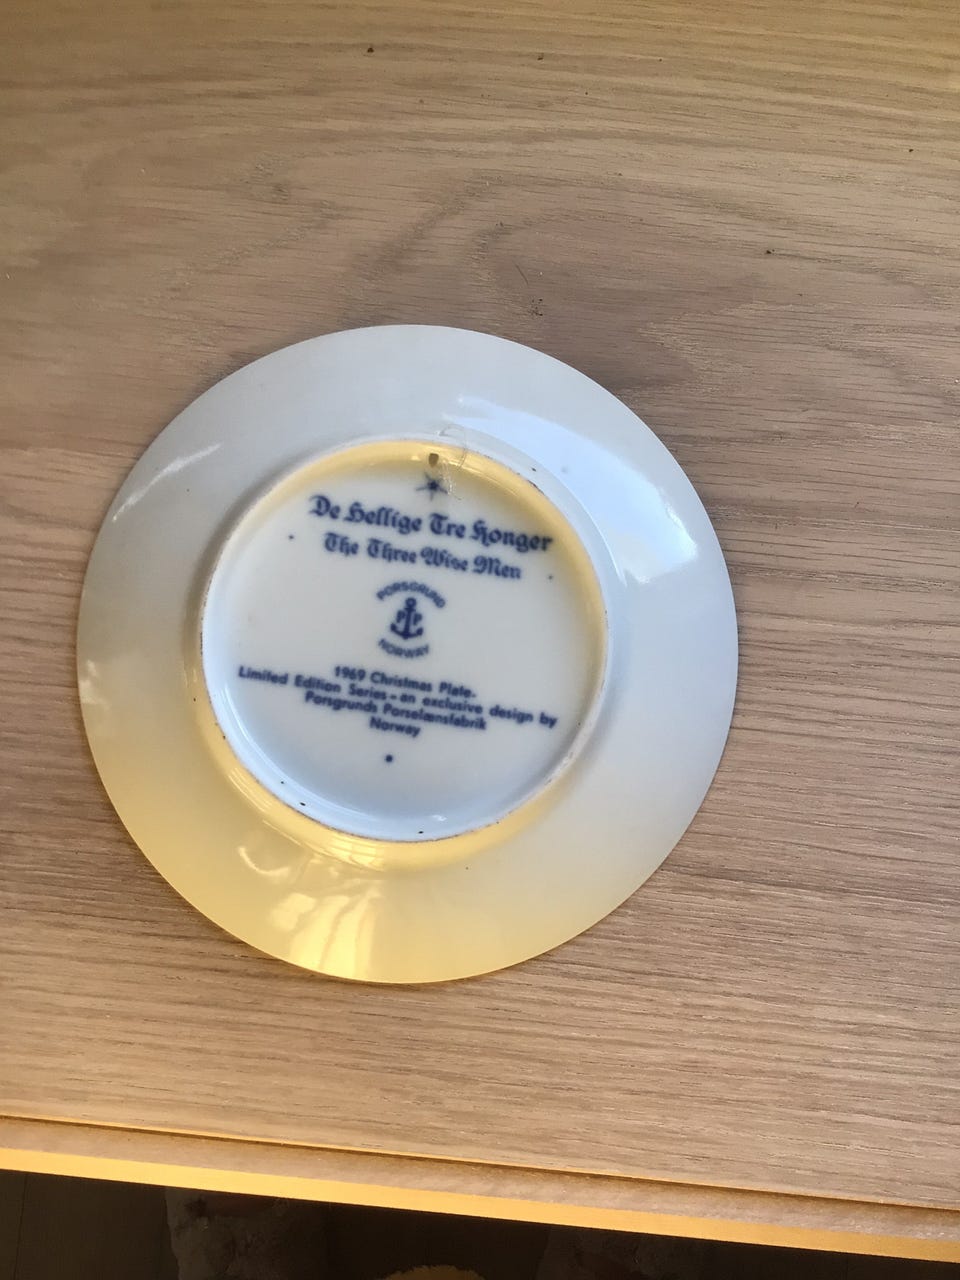 De Hellige Tre Konger
The Three Wise Men
PORSGRUND
P P
NORWAY
1969 Christmas Plate.
Limited Edition Series - an exclusive design by
Porsgrunds Porselænsfabrik
Norway